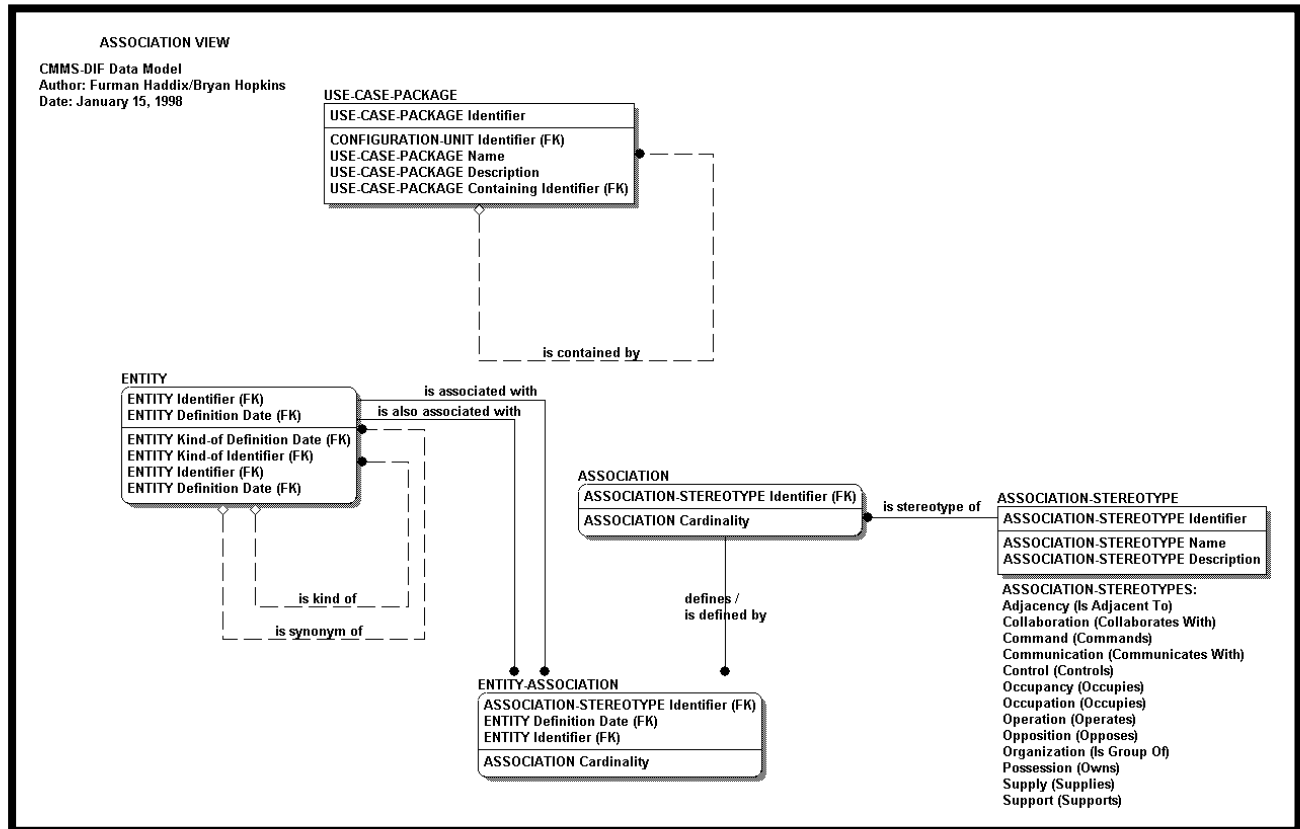 ASSOCIATION VIEW
CMMS-DIF Data Model
Author: Furman Haddix/Bryan Hopkins
Date: January 15, 1998
USE-CASE-PACKAGE
USE-CASE-PACKAGE Identifier
CONFIGURATION-UNIT Identifier (FK)
USE-CASE-PACKAGE Name
USE-CASE-PACKAGE Description
USE-CASE-PACKAGE Containing Identifier (FK)
is contained by
ENTITY
ENTITY Identifier (FK)
ENTITY Definition Date (FK)
ENTITY Kind-of Definition Date (FK)
ENTITY Kind-of Identifier (FK)
ENTITY Identifier (FK)
ENTITY Definition Date (FK)
is associated with
is also associated with
is kind of
is synonym of
ASSOCIATION
ASSOCIATION-STEREOTYPE Identifier (FK)
ASSOCIATION Cardinality
is stereotype of
ASSOCIATION-STEREOTYPE
ASSOCIATION-STEREOTYPE Identifier
ASSOCIATION-STEREOTYPE Name
ASSOCIATION-STEREOTYPE Description
ASSOCIATION-STEREOTYPES:
Adjacency (Is Adjacent To)
Collaboration (Collaborates With)
Command (Commands)
Communication (Communicates With)
Control (Controls)
Occupancy (Occupies)
Occupation (Occupies)
Operation (Operates)
Opposition (Opposes)
Organization (Is Group Of)
Possession (Owns)
Supply (Supplies)
Support (Supports)
defines /
is defined by
ENTITY-ASSOCIATION
ASSOCIATION-STEREOTYPE Identifier (FK)
ENTITY Definition Date (FK)
ENTITY Identifier (FK)
ASSOCIATION Cardinality